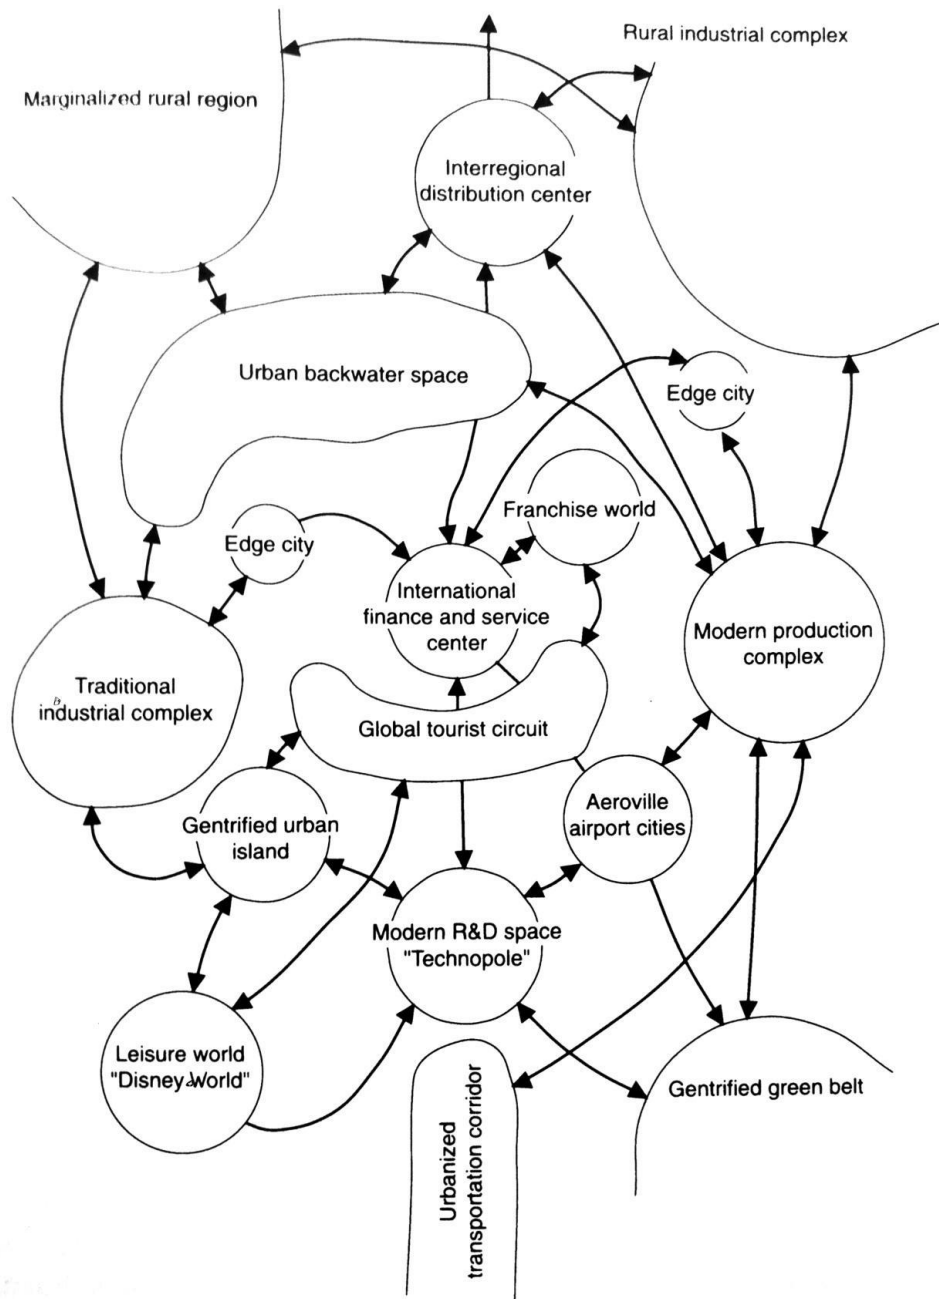 Rural industrial complex
Marginalized rural region
Interregional
distribution center
Urban backwater space
Edge city
Franchise world
Edge city
International
finance and service
center
Modern production
complex
Traditional
industrial complex
Global tourist circuit
Gentrified urban
island
Aeroville
airport cities
Modern R&D space
"Technopole"
Leisure world
"Disney World"
Gentrified green belt
Urbanized
transportation corridor